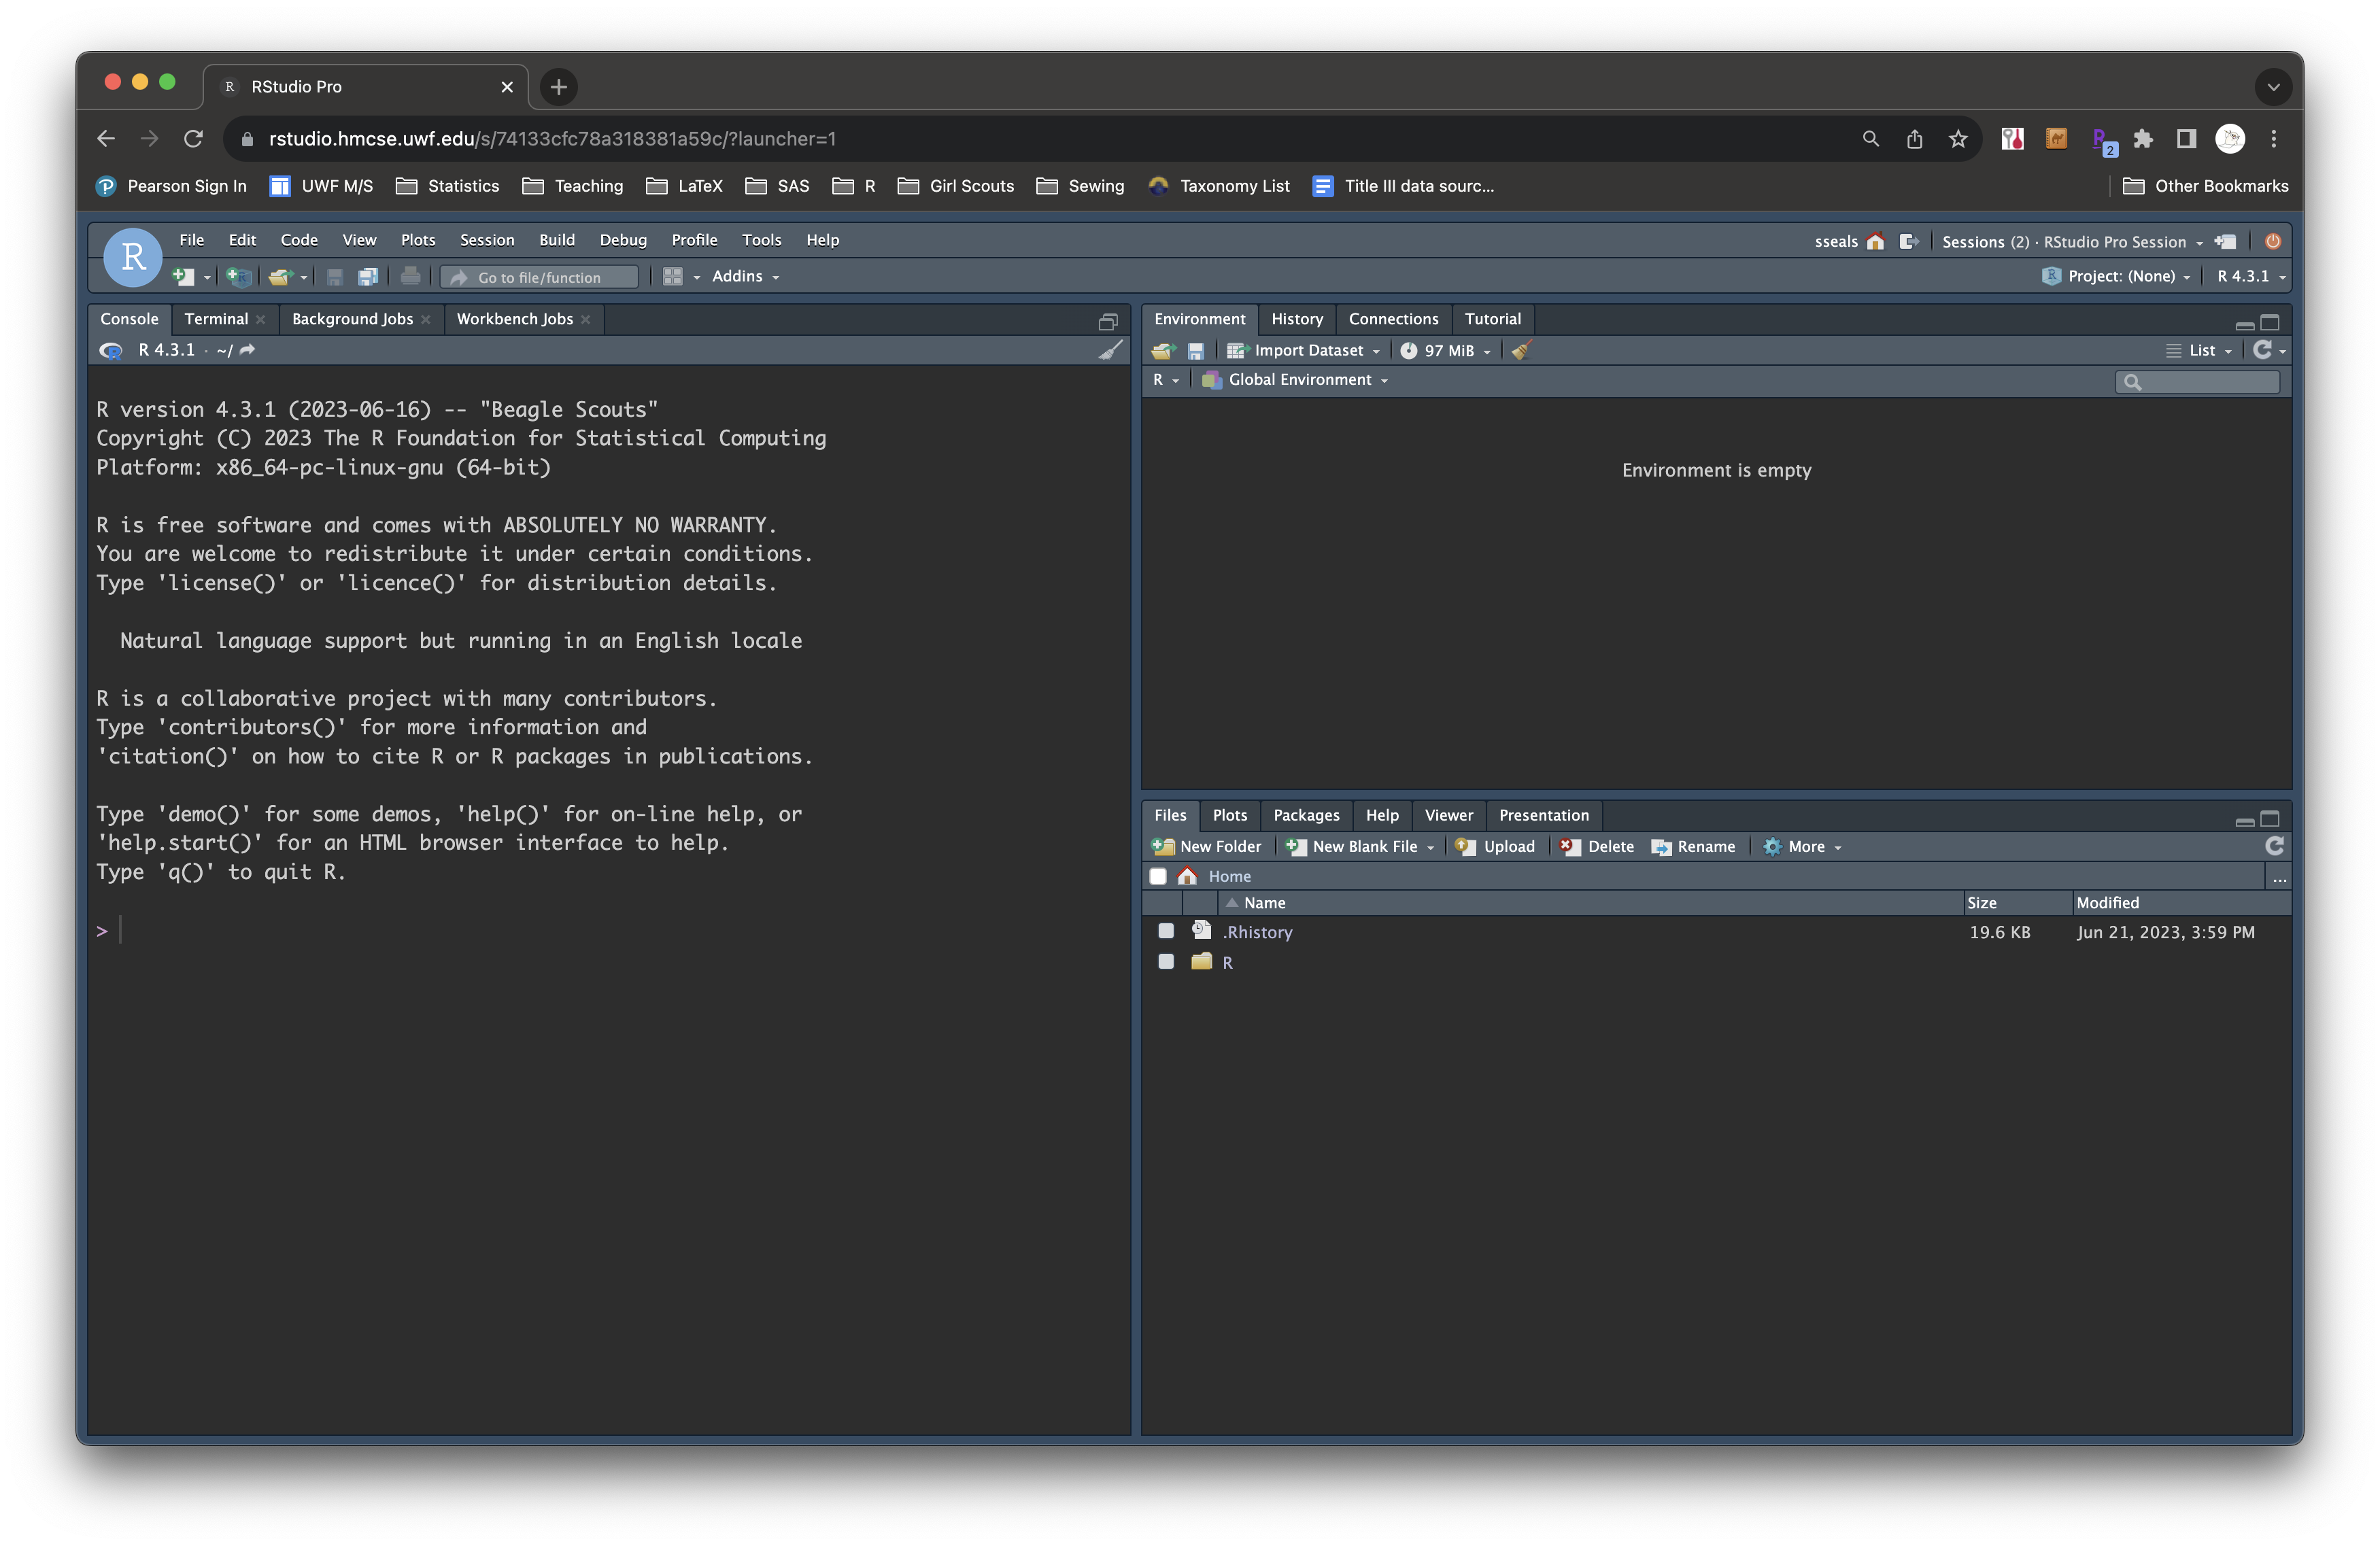 R RStudio Pro
rstudio.hmcse.uwf.edu/s/74133cfc78a318381a59c/?launcher=1
R 2
Pearson Sign In UWF M/S Statistics Teaching LaTeX SAS R Girl Scouts Sewing Taxonomy List Title III data sourc... Other Bookmarks
R File Edit Code View Plots Session Build Debug Profile Tools Help
sseals Sessions (2) · RStudio Pro Session
Go to file/function Addins
Project: (None) R 4.3.1
Console Terminal Background Jobs Workbench Jobs
R 4.3.1 · ~/
R version 4.3.1 (2023-06-16) -- "Beagle Scouts"
Copyright (C) 2023 The R Foundation for Statistical Computing
Platform: x86_64-pc-linux-gnu (64-bit)
R is free software and comes with ABSOLUTELY NO WARRANTY.
You are welcome to redistribute it under certain conditions.
Type 'license()' or 'licence()' for distribution details.
Natural language support but running in an English locale
R is a collaborative project with many contributors.
Type 'contributors()' for more information and
'citation()' on how to cite R or R packages in publications.
Type 'demo()' for some demos, 'help()' for on-line help, or
'help.start()' for an HTML browser interface to help.
Type 'q()' to quit R.
>
Environment History Connections Tutorial
Import Dataset 97 MiB List
R Global Environment
Environment is empty
Files Plots Packages Help Viewer Presentation
New Folder New Blank File Upload Delete Rename More
Home ...
Name Size Modified
.Rhistory 19.6 KB Jun 21, 2023, 3:59 PM
R